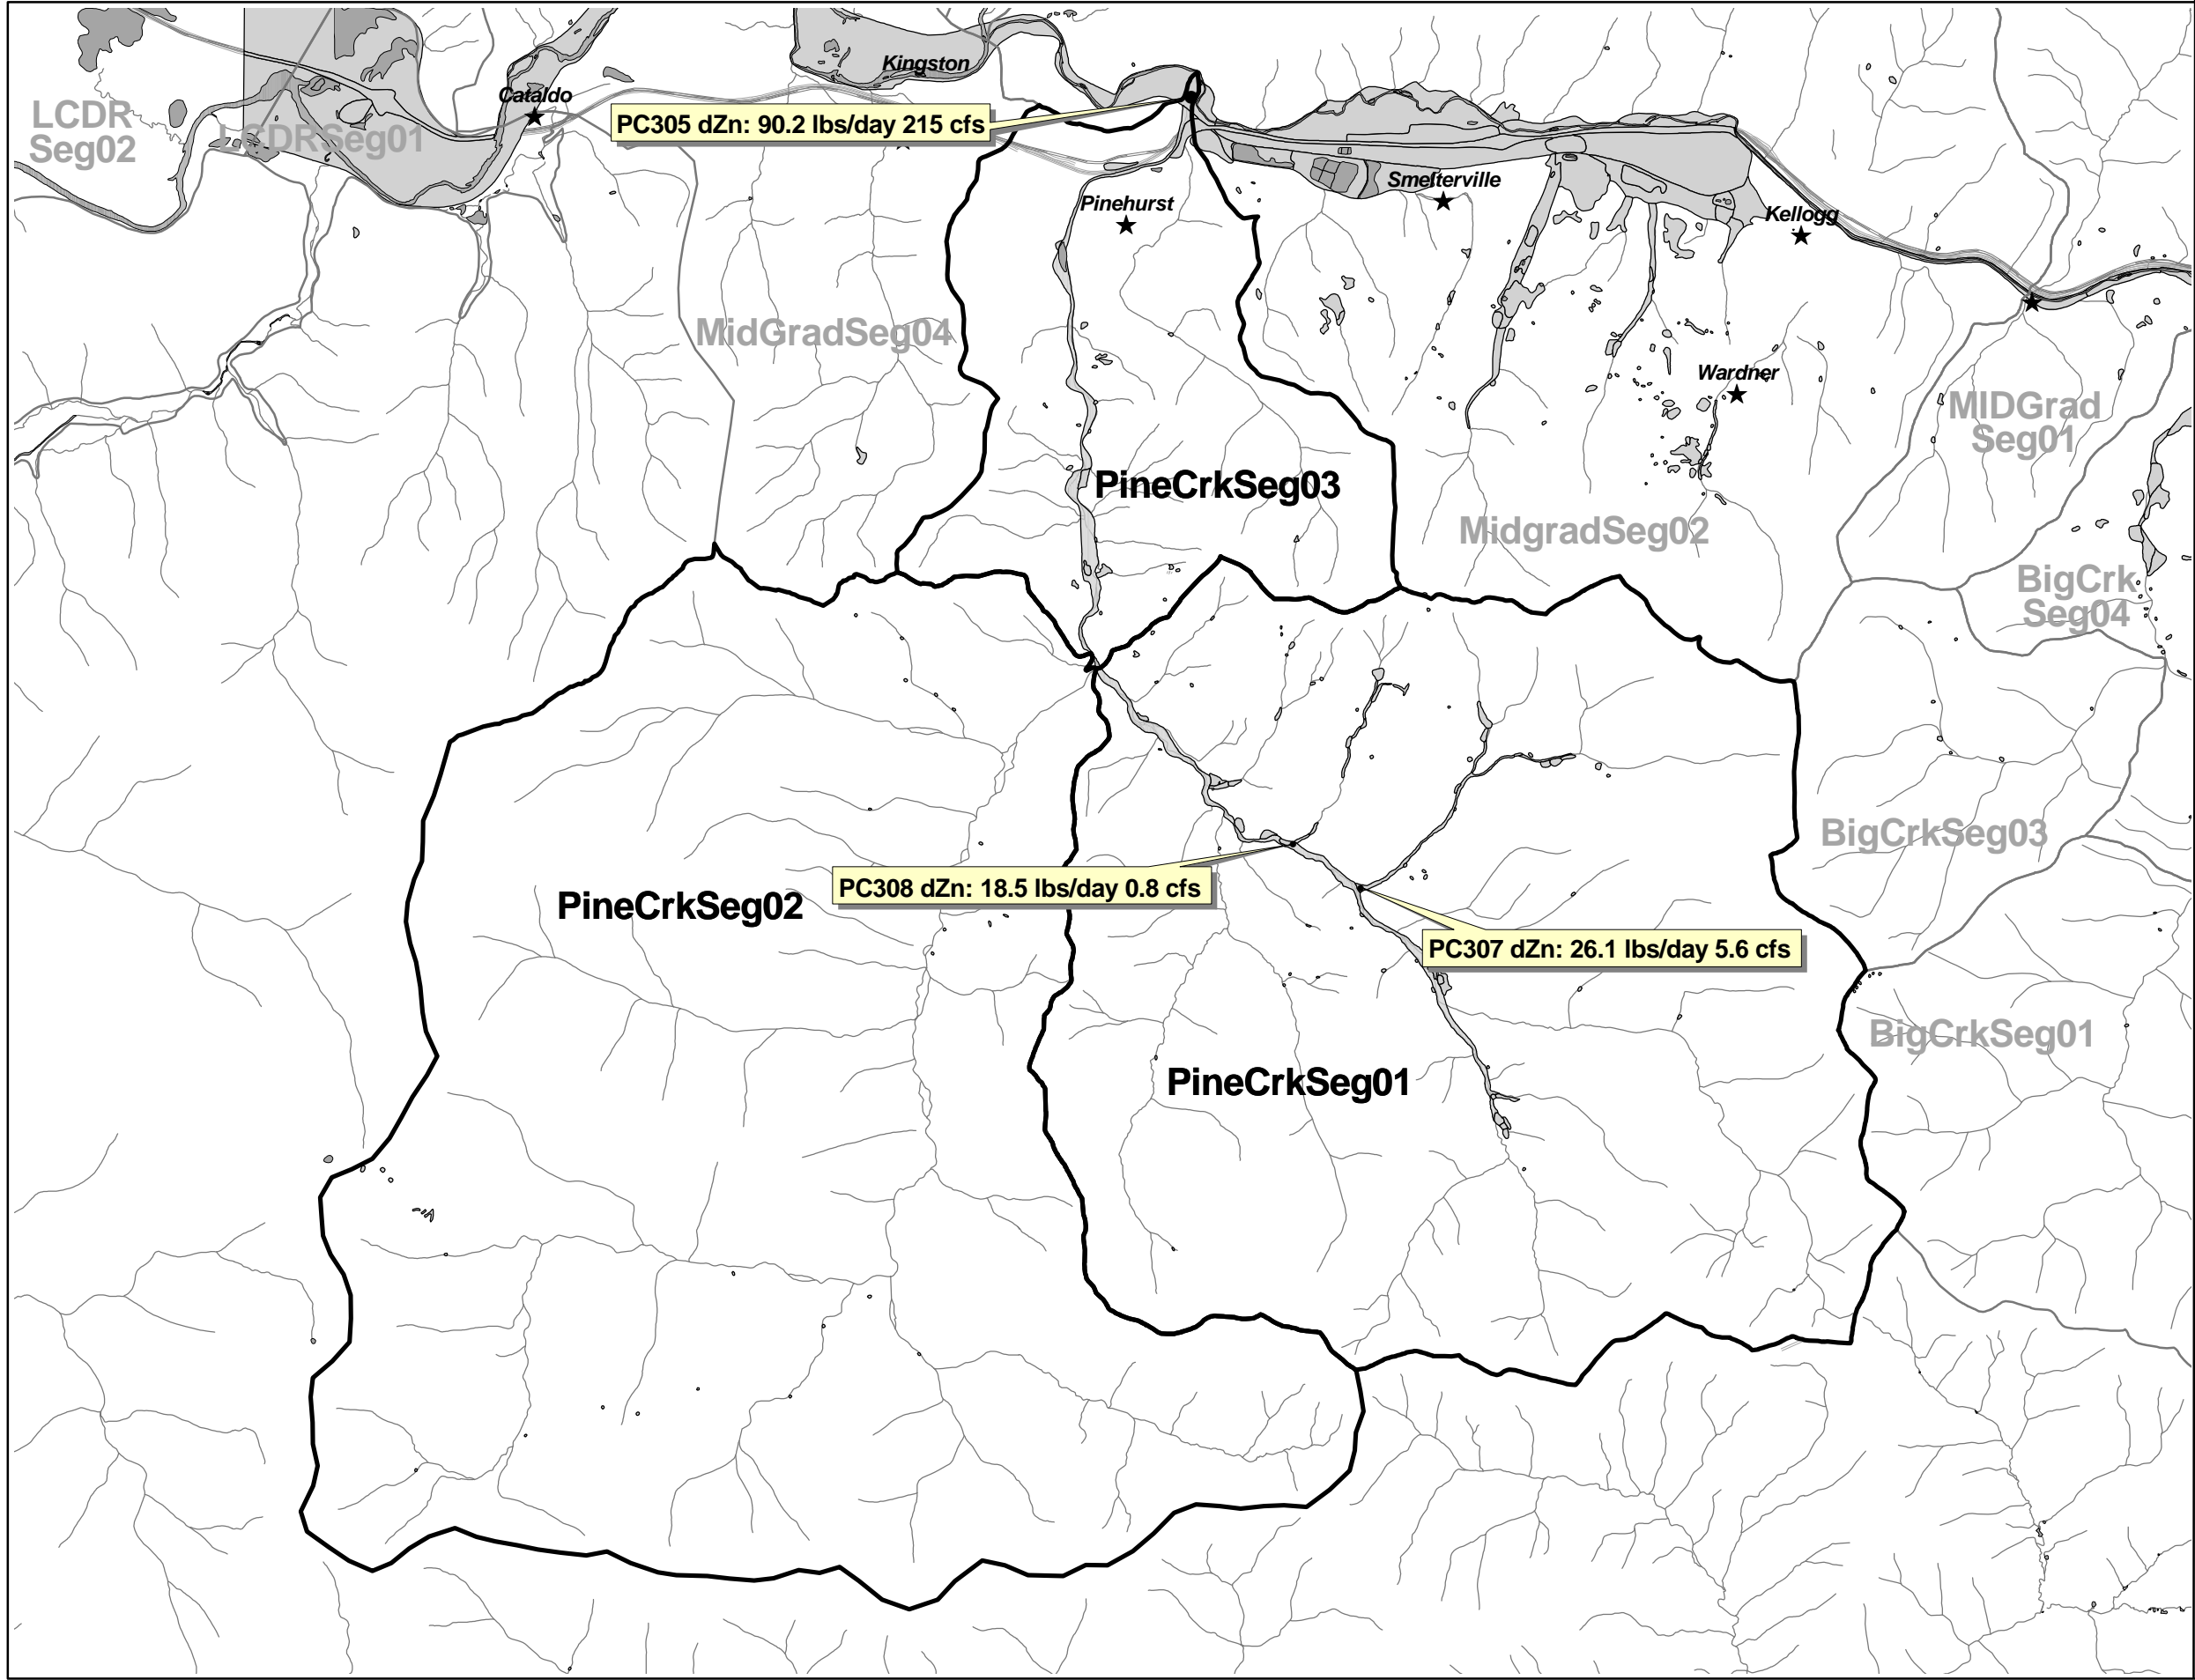 Kingston
Cataldo
LCDR
Seg02
LCDRSeg01
PC305 dZn: 90.2 lbs/day 215 cfs
Pinehurst
Smelterville
Kellogg
MidGradSeg04
Wardner
MIDGrad
Seg01
PineCrkSeg03
MidgradSeg02
BigCrk
Seg04
BigCrkSeg03
PC308 dZn: 18.5 lbs/day 0.8 cfs
PineCrkSeg02
PC307 dZn: 26.1 lbs/day 5.6 cfs
BigCrkSeg01
PineCrkSeg01